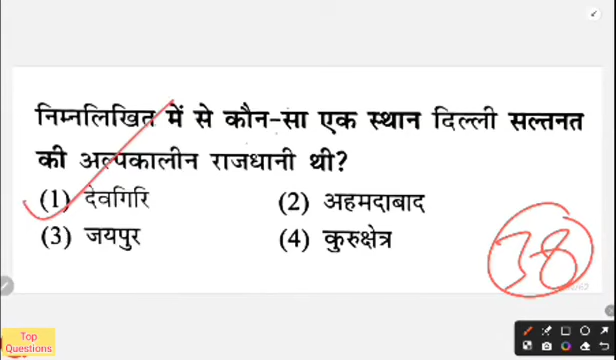 निम्नलिखित में से कौन-सा एक स्थान दिल्ली सल्तनत
की अल्पकालीन राजधानी थी?
(1) देवगिरि (2) अहमदाबाद
(3) जयपुर (4) कुरुक्षेत्र
38
Top
Questions